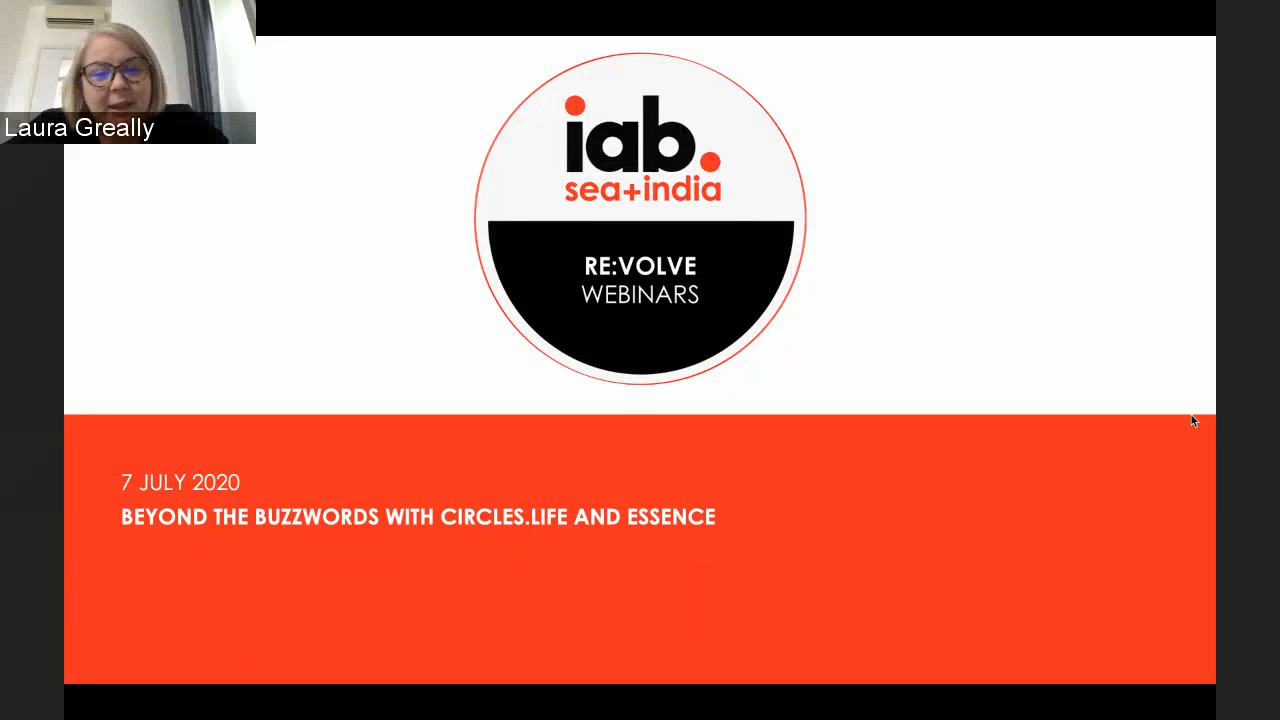 Laura Greally
iab.
sea+india
RE:VOLVE
WEBINARS
7 JULY 2020
BEYOND THE BUZZWORDS WITH CIRCLES.LIFE AND ESSENCE